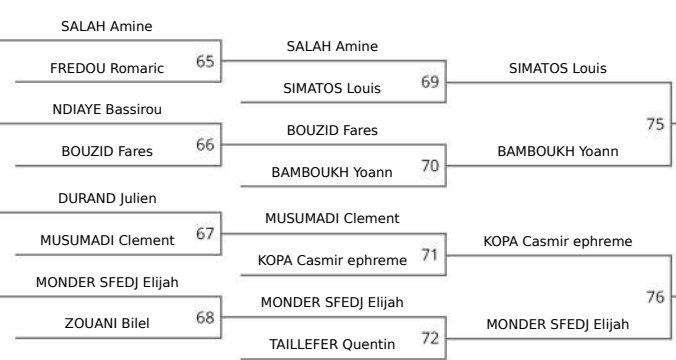 SALAH Amine
FREDOU Romaric
65
NDIAYE Bassirou
BOUZID Fares
66
DURAND Julien
MUSUMADI Clement
67
MONDER SFEDJ Elijah
ZOUANI Bilel
68
SALAH Amine
SIMATOS Louis
69
BOUZID Fares
BAMBOUKH Yoann
70
MUSUMADI Clement
KOPA Casmir ephreme
71
MONDER SFEDJ Elijah
TAILLEFER Quentin
72
SIMATOS Louis
BAMBOUKH Yoann
75
KOPA Casmir ephreme
MONDER SFEDJ Elijah
76